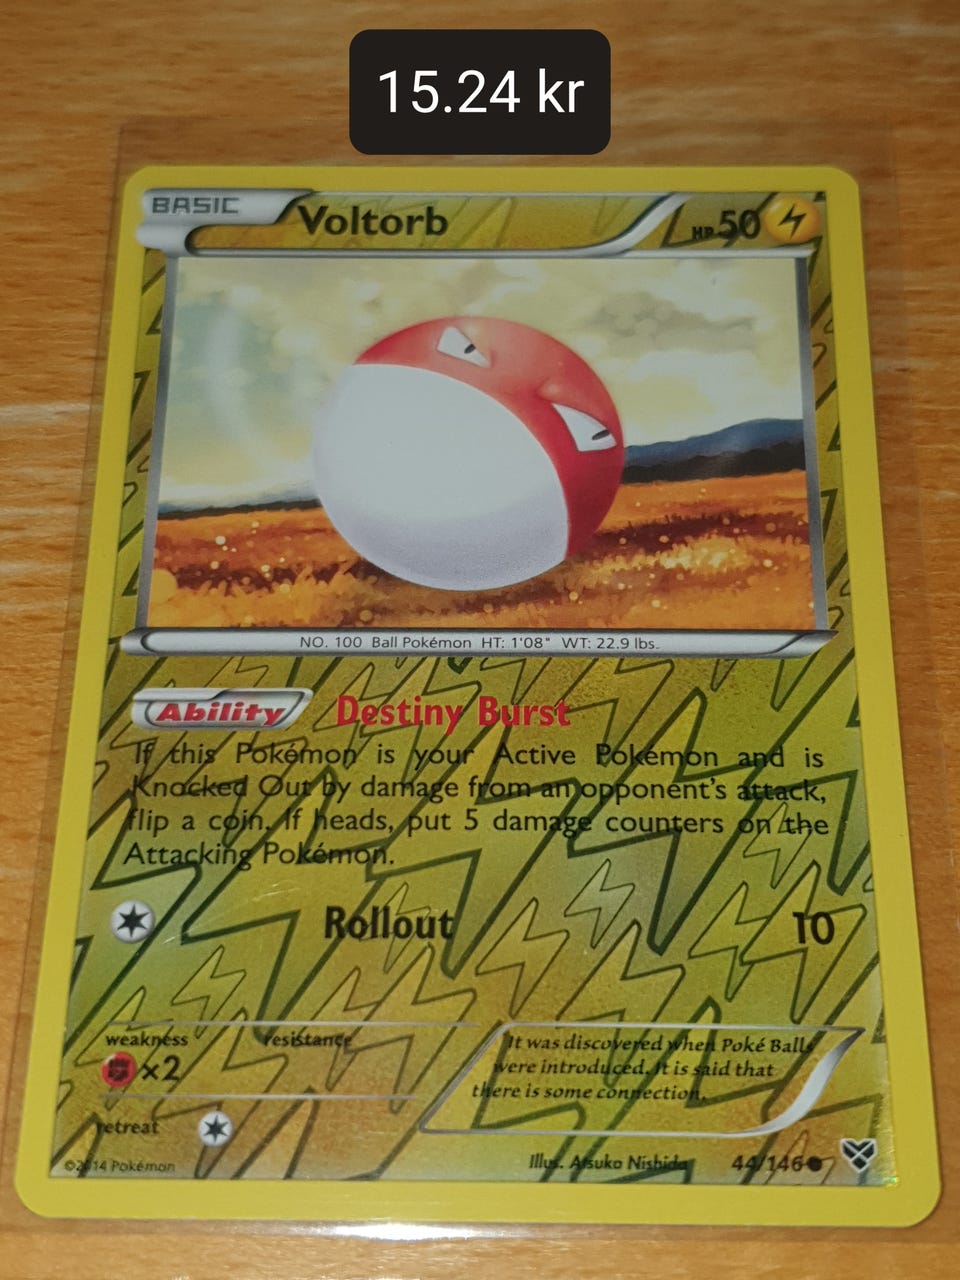 15.24 kr
BASIC Voltorb HP 50
NO. 100 Ball Pokémon HT: 1'08" WT: 22.9 lbs.
Ability Destiny Burst
If this Pokémon is your Active Pokémon and is
Knocked Out by damage from an opponent's attack,
flip a coin. If heads, put 5 damage counters on the
Attacking Pokémon.
Rollout 10
weakness resistance
×2
It was discovered when Poké Balls
were introduced. It is said that
there is some connection.
retreat
©2014 Pokémon Illus. Atsuko Nishida 44/146